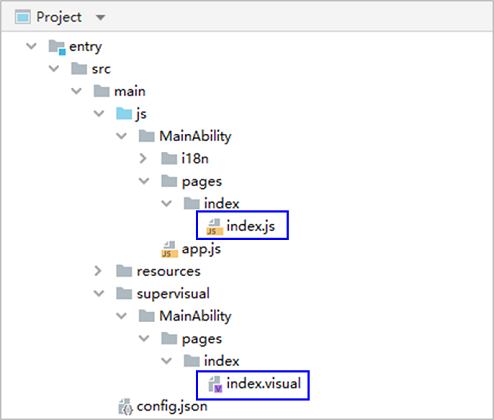 Project
entry
src
main
js
MainAbility
i18n
pages
index
index.js
app.js
resources
supervisual
MainAbility
pages
index
index.visual
config.json